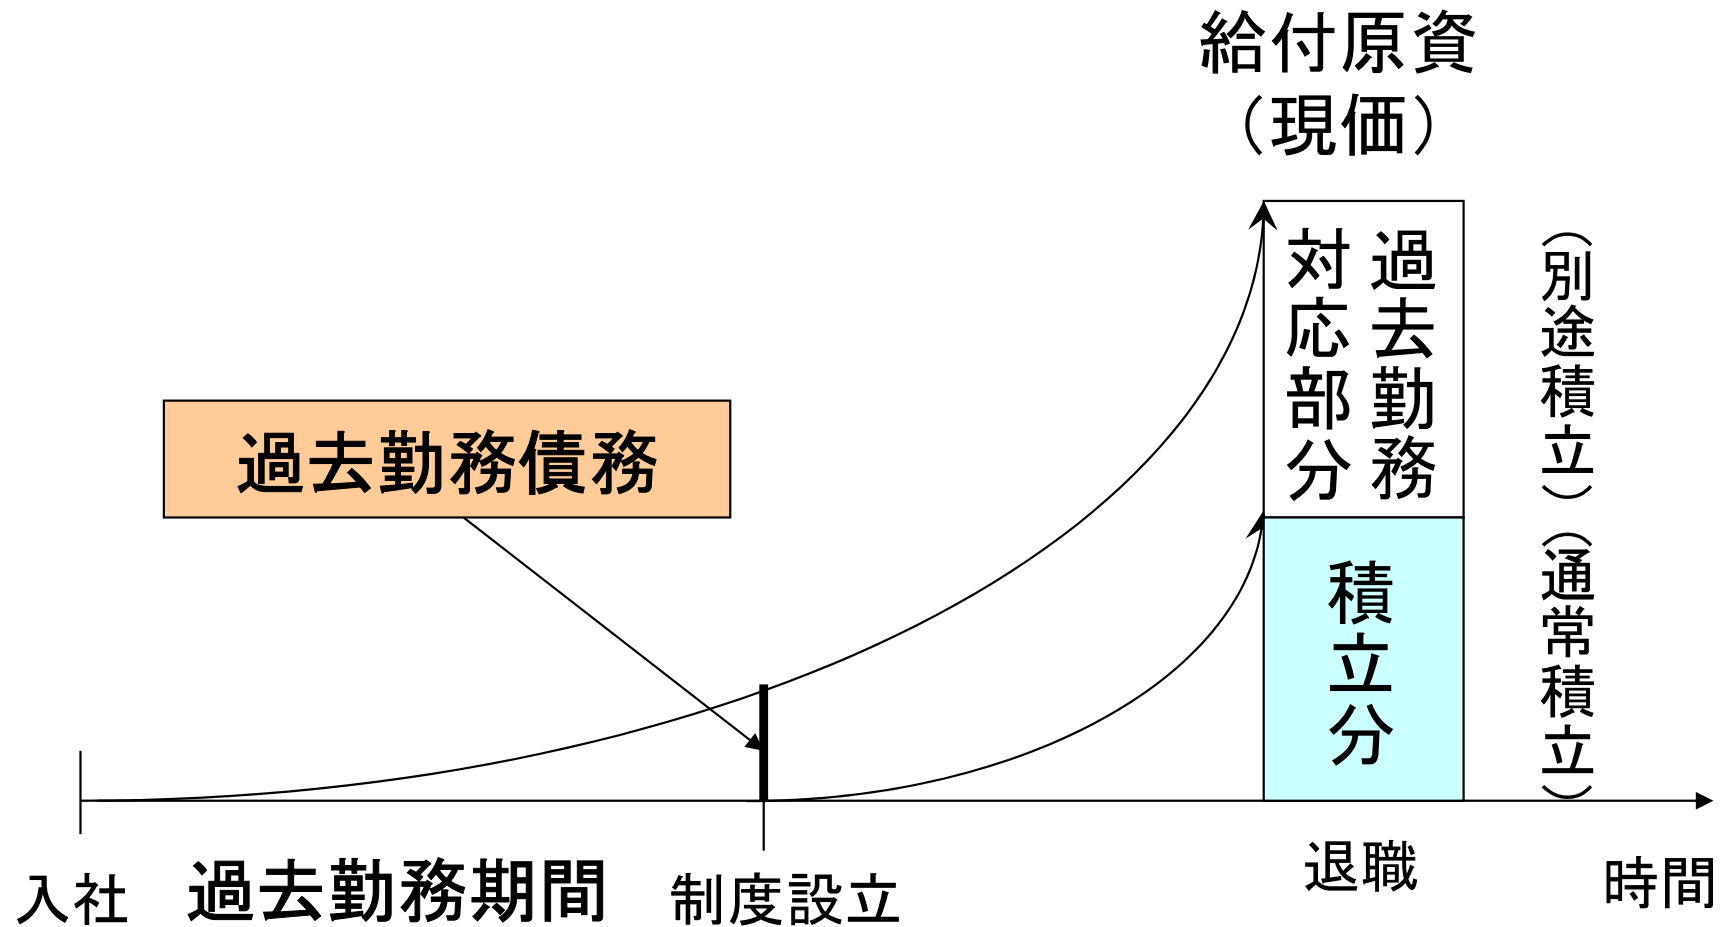 給付原資
（現価）
過去勤務
対応部分
（別途積立）
過去勤務債務
積立分
（通常積立）
入社
過去勤務期間
制度設立
退職
時間